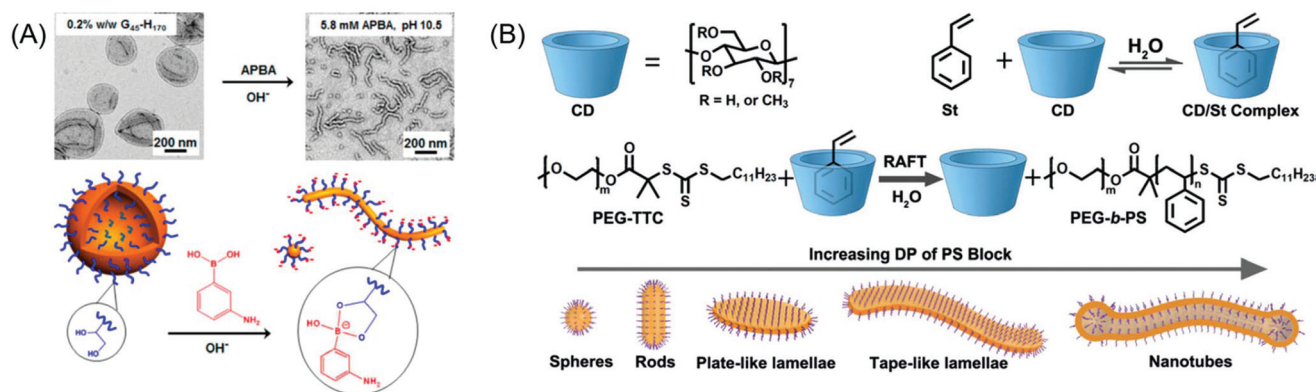 (A)
0.2% w/w G45-H170
200 nm
APBA
OH⁻
5.8 mM APBA, pH 10.5
200 nm
HO
OH
B
NH2
HO
HO
OH⁻
O
HO
B
⊖
O
NH2
(B)
CD
=
RO
O
RO
O
RO
O
7
R = H, or CH3
St
+
CD
H2O
CD/St Complex
O
m
O
O
S
S
S
C11H23
+
PEG-TTC
RAFT
H2O
+
O
m
O
O
n
S
S
S
C11H23
PEG-b-PS
Increasing DP of PS Block
Spheres
Rods
Plate-like lamellae
Tape-like lamellae
Nanotubes